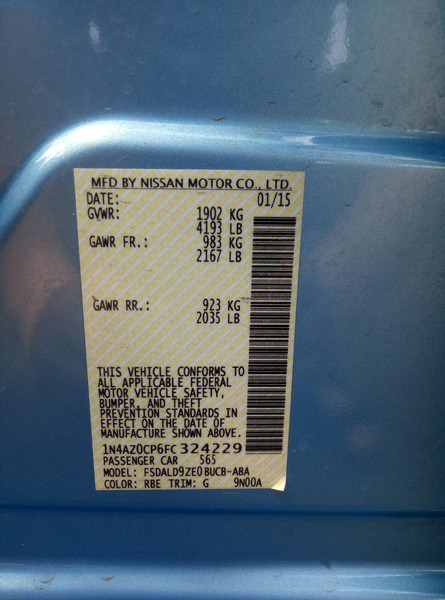 MFD BY NISSAN MOTOR CO., LTD.
DATE: 01/15
GVWR: 1902 KG
4193 LB
GAWR FR.: 983 KG
2167 LB
GAWR RR.: 923 KG
2035 LB
THIS VEHICLE CONFORMS TO
ALL APPLICABLE FEDERAL
MOTOR VEHICLE SAFETY,
BUMPER, AND THEFT
PREVENTION STANDARDS IN
EFFECT ON THE DATE OF
MANUFACTURE SHOWN ABOVE.
1N4AZ0CP6FC324229
PASSENGER CAR 565
MODEL: FSDALD9ZE0BUCB-ABA
COLOR: RBE TRIM: G 9N00A